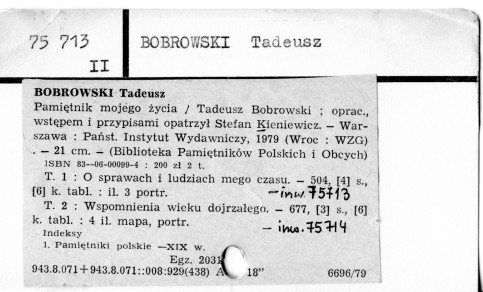 75 713 BOBROWSKI Tadeusz
II
BOBROWSKI Tadeusz
Pamiętnik mojego życia / Tadeusz Bobrowski ; oprac.,
wstępem i przypisami opatrzył Stefan Kieniewicz. — War-
szawa : Państ. Instytut Wydawniczy, 1979 (Wroc : WZG)
. — 21 cm. — (Biblioteka Pamiętników Polskich i Obcych)
ISBN 83—06-00099-4 : 200 zł 2 t.
T. 1 : O sprawach i ludziach mego czasu. — 504, [4] s.,
[6] k. tabl. : il. 3 portr. — inw. 75713
T. 2 : Wspomnienia wieku dojrzałego. — 677, [3] s., [6]
k. tabl. : 4 il. mapa, portr. — inw. 75714
Indeksy
1. Pamiętniki polskie —XIX w.
Egz. 2031
943.8.071+943.8.071::008:929(438) A 18" 6696/79